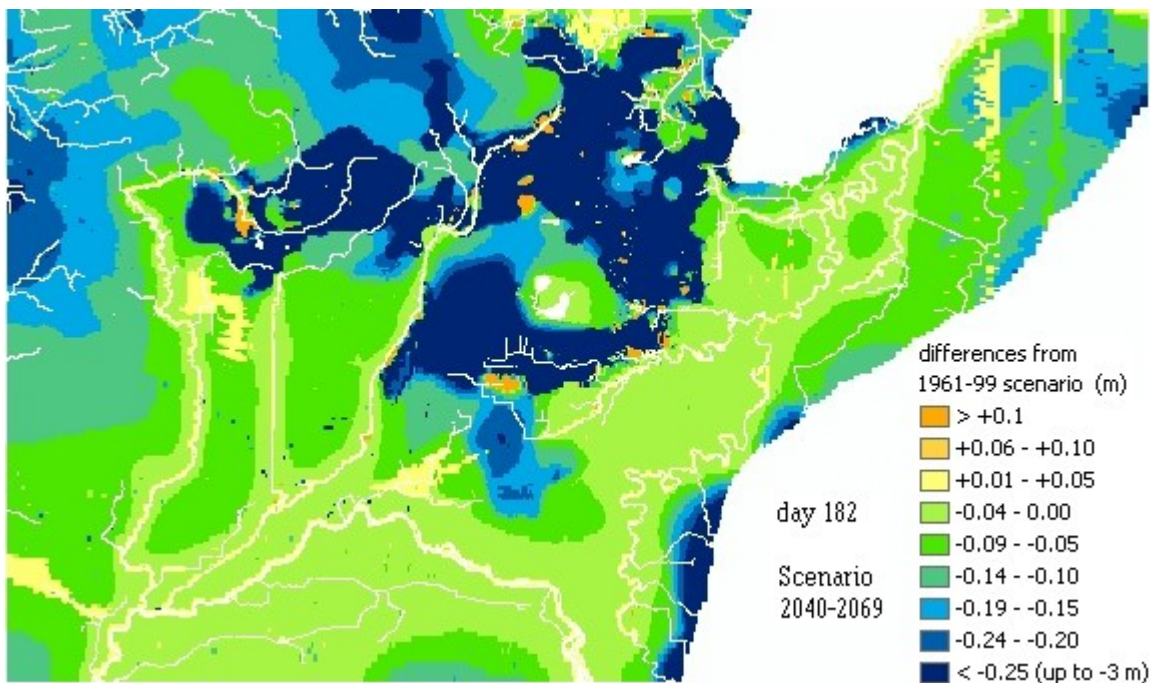 differences from
1961-99 scenario (m)
> +0.1
+0.06 - +0.10
+0.01 - +0.05
-0.04 - 0.00
-0.09 - -0.05
-0.14 - -0.10
-0.19 - -0.15
-0.24 - -0.20
< -0.25 (up to -3 m)
day 182
Scenario
2040-2069